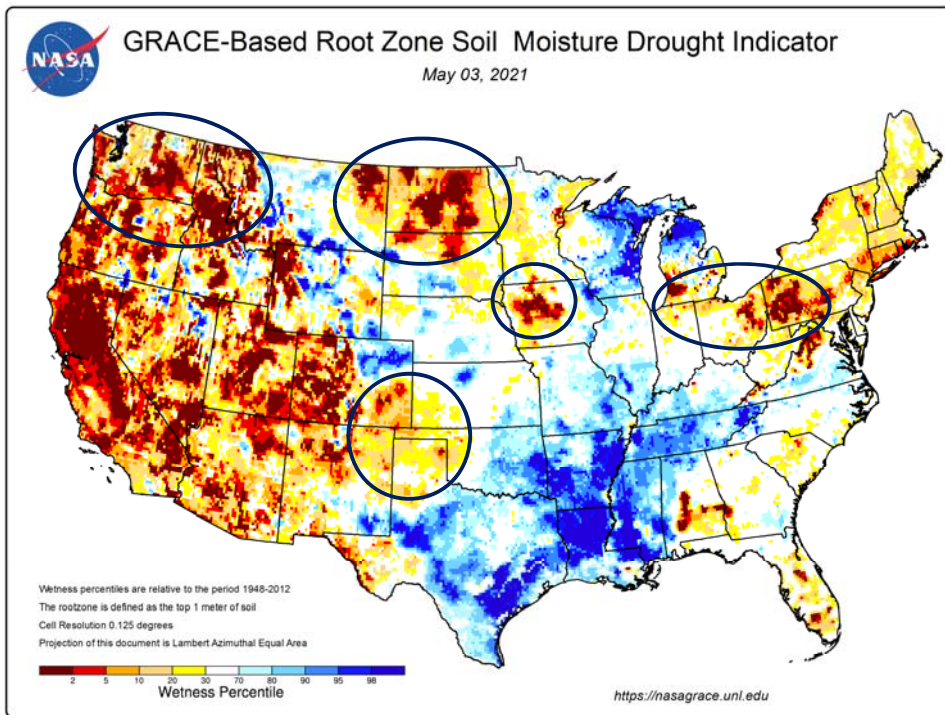 NASA
GRACE-Based Root Zone Soil Moisture Drought Indicator
May 03, 2021
Wetness percentiles are relative to the period 1948-2012
The rootzone is defined as the top 1 meter of soil
Cell Resolution 0.125 degrees
Projection of this document is Lambert Azimuthal Equal Area
2 5 10 20 30 70 80 90 95 98
Wetness Percentile
https://nasagrace.unl.edu